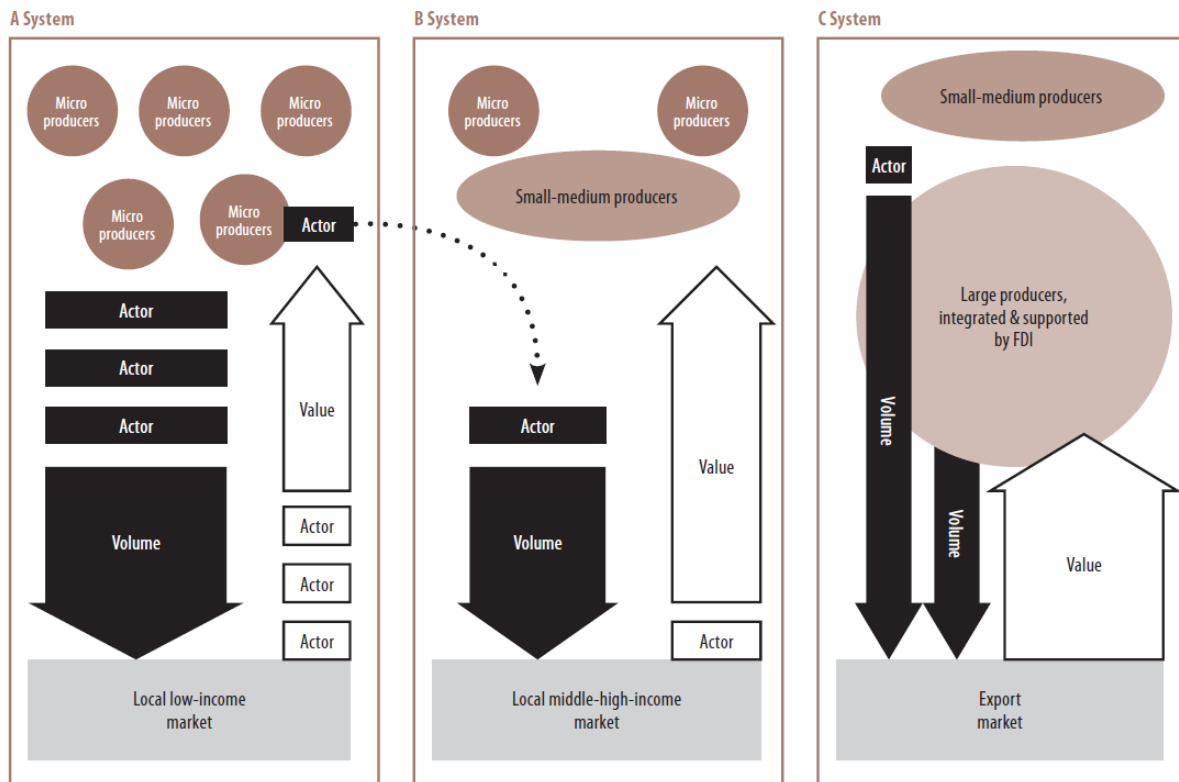 A System
Micro
producers
Micro
producers
Micro
producers
Micro
producers
Micro
producers
Actor
Actor
Actor
Actor
Value
Volume
Actor
Actor
Actor
Local low-income
market
B System
Micro
producers
Micro
producers
Small-medium producers
Actor
Value
Volume
Actor
Local middle-high-income
market
C System
Small-medium producers
Actor
Large producers,
integrated & supported
by FDI
Volume
Volume
Value
Export
market